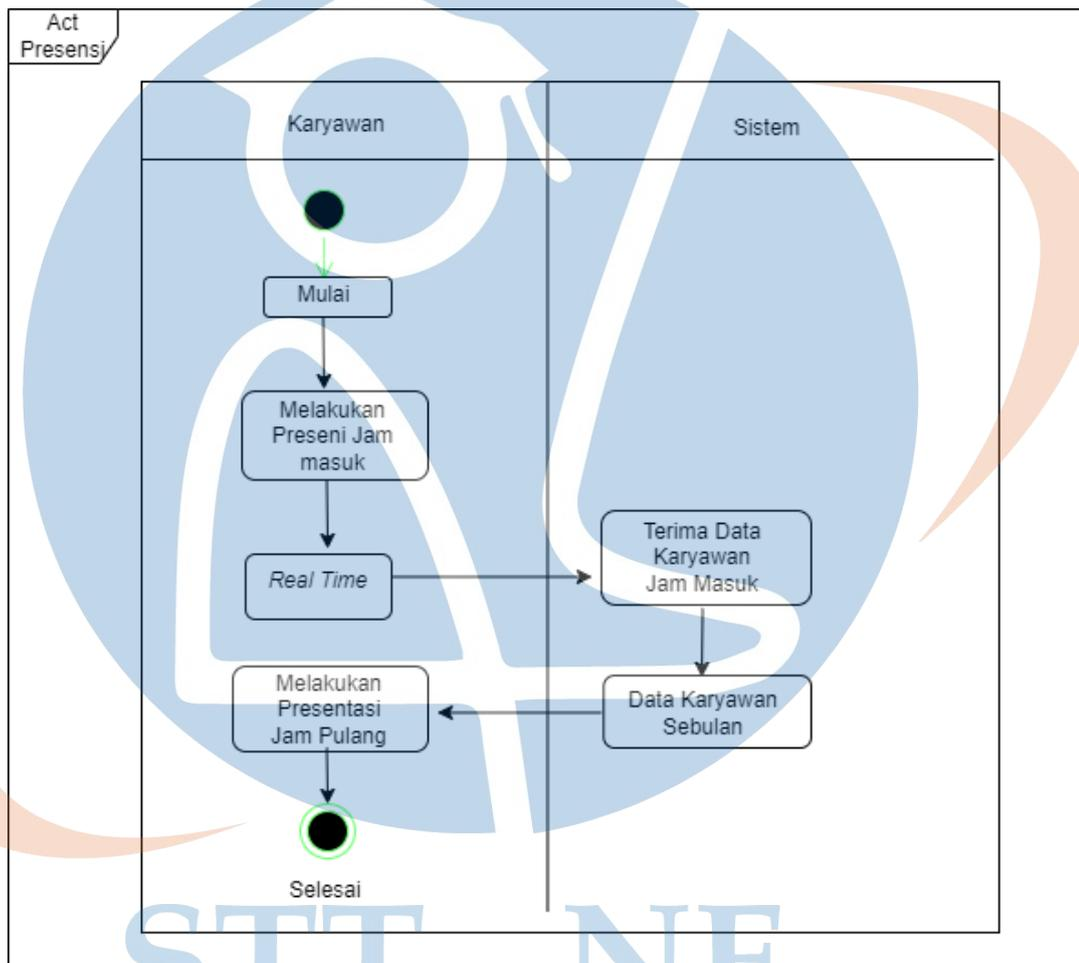 Act
Presensi
Karyawan
Sistem
Mulai
Melakukan
Preseni Jam
masuk
Real Time
Terima Data
Karyawan
Jam Masuk
Data Karyawan
Sebulan
Melakukan
Presentasi
Jam Pulang
Selesai
STT - NF